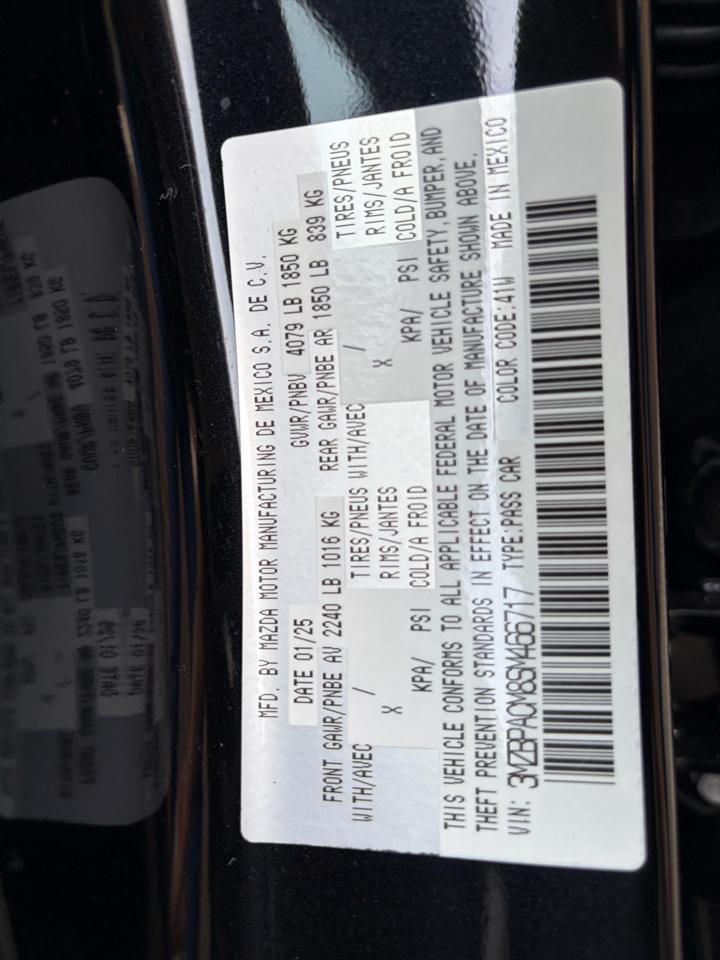 MFD. BY MAZDA MOTOR MANUFACTURING DE MEXICO S.A. DE C.V.
DATE 01/25 GVWR/PNBV 4079 LB 1850 KG
FRONT GAWR/PNBE AV 2240 LB 1016 KG REAR GAWR/PNBE AR 1850 LB 839 KG
WITH/AVEC / TIRES/PNEUS WITH/AVEC / TIRES/PNEUS
X RIMS/JANTES X RIMS/JANTES
KPA/ PSI COLD/A FROID KPA/ PSI COLD/A FROID
THIS VEHICLE CONFORMS TO ALL APPLICABLE FEDERAL MOTOR VEHICLE SAFETY, BUMPER, AND
THEFT PREVENTION STANDARDS IN EFFECT ON THE DATE OF MANUFACTURE SHOWN ABOVE.
VIN: 3MZBPACM8SM466717 TYPE:PASS CAR COLOR CODE:41W MADE IN MEXICO